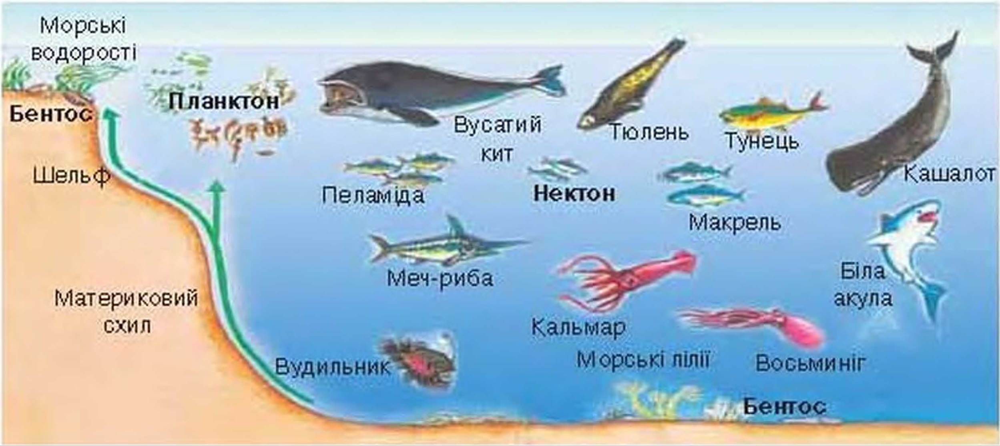 Морські
водорості
Планктон
Бентос
Вусатий
кит
Тюлень
Тунець
Кашалот
Шельф
Пеламіда
Нектон
Макрель
Меч-риба
Біла
акула
Материковий
схил
Кальмар
Вудильник
Морські лілії
Восьминіг
Бентос